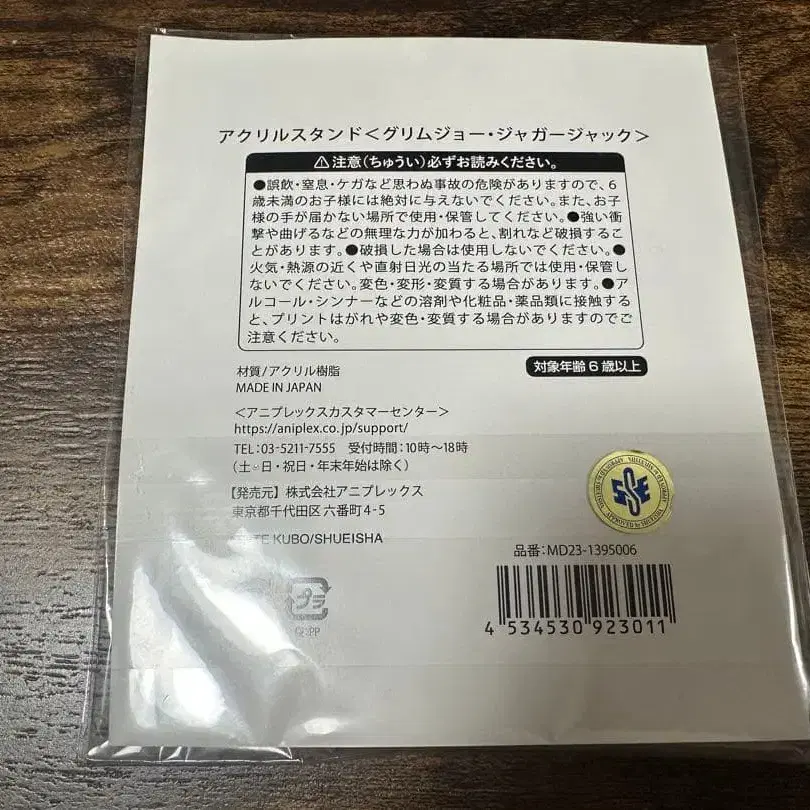 アクリルスタンド＜グリムジョー・ジャガージャック＞
⚠注意(ちゅうい)必ずお読みください。
●誤飲・窒息・ケガなど思わぬ事故の危険がありますので、6
歳未満のお子様には絶対に与えないでください。また、お子
様の手が届かない場所で使用・保管してください。●強い衝
撃や曲げるなどの無理な力が加わると、割れなど破損するこ
とがあります。●破損した場合は使用しないでください。●
火気・熱源の近くや直射日光の当たる場所では使用・保管し
ないでください。変色・変形・変質する場合があります。●ア
ルコール・シンナーなどの溶剤や化粧品・薬品類に接触する
と、プリントはがれや変色・変質する場合がありますのでご
注意ください。
対象年齢6歳以上
材質/アクリル樹脂
MADE IN JAPAN
＜アニプレックスカスタマーセンター＞
https://aniplex.co.jp/support/
TEL:03-5211-7555 受付時間:10時～18時
(土・日・祝日・年末年始は除く)
【発売元】株式会社アニプレックス
東京都千代田区六番町4-5
KUBO/SHUEISHA
品番:MD23-1395006
プラ
PP
4 534530 923011